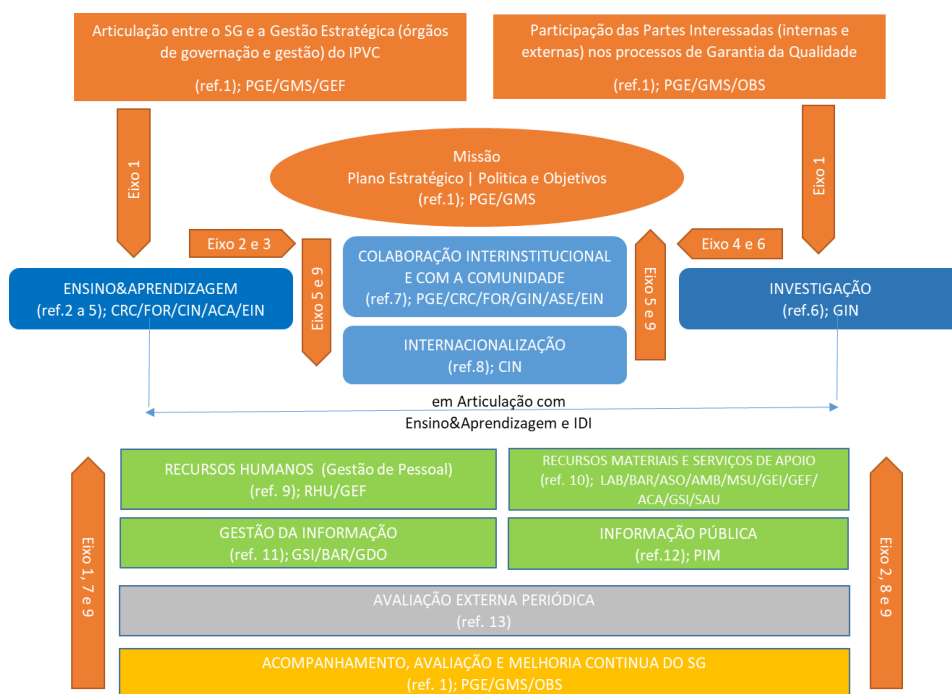 Articulação entre o SG e a Gestão Estratégica (órgãos
de governação e gestão) do IPVC
(ref.1); PGE/GMS/GEF
Participação das Partes Interessadas (internas e
externas) nos processos de Garantia da Qualidade
(ref.1); PGE/GMS/OBS
Eixo 1
Eixo 1
Missão
Plano Estratégico | Politica e Objetivos
(ref.1); PGE/GMS
Eixo 2 e 3
Eixo 4 e 6
Eixo 5 e 9
Eixo 5 e 9
ENSINO&APRENDIZAGEM
(ref.2 a 5); CRC/FOR/CIN/ACA/EIN
COLABORAÇÃO INTERINSTITUCIONAL
E COM A COMUNIDADE
(ref.7); PGE/CRC/FOR/GIN/ASE/EIN
INVESTIGAÇÃO
(ref.6); GIN
INTERNACIONALIZAÇÃO
(ref.8); CIN
em Articulação com
Ensino&Aprendizagem e IDI
Eixo 1, 7 e 9
Eixo 2, 8 e 9
RECURSOS HUMANOS (Gestão de Pessoal)
(ref. 9); RHU/GEF
RECURSOS MATERIAIS E SERVIÇOS DE APOIO
(ref. 10); LAB/BAR/ASO/AMB/MSU/GEI/GEF/
ACA/GSI/SAU
GESTÃO DA INFORMAÇÃO
(ref. 11); GSI/BAR/GDO
INFORMAÇÃO PÚBLICA
(ref.12); PIM
AVALIAÇÃO EXTERNA PERIÓDICA
(ref. 13)
ACOMPANHAMENTO, AVALIAÇÃO E MELHORIA CONTINUA DO SG
(ref. 1); PGE/GMS/OBS